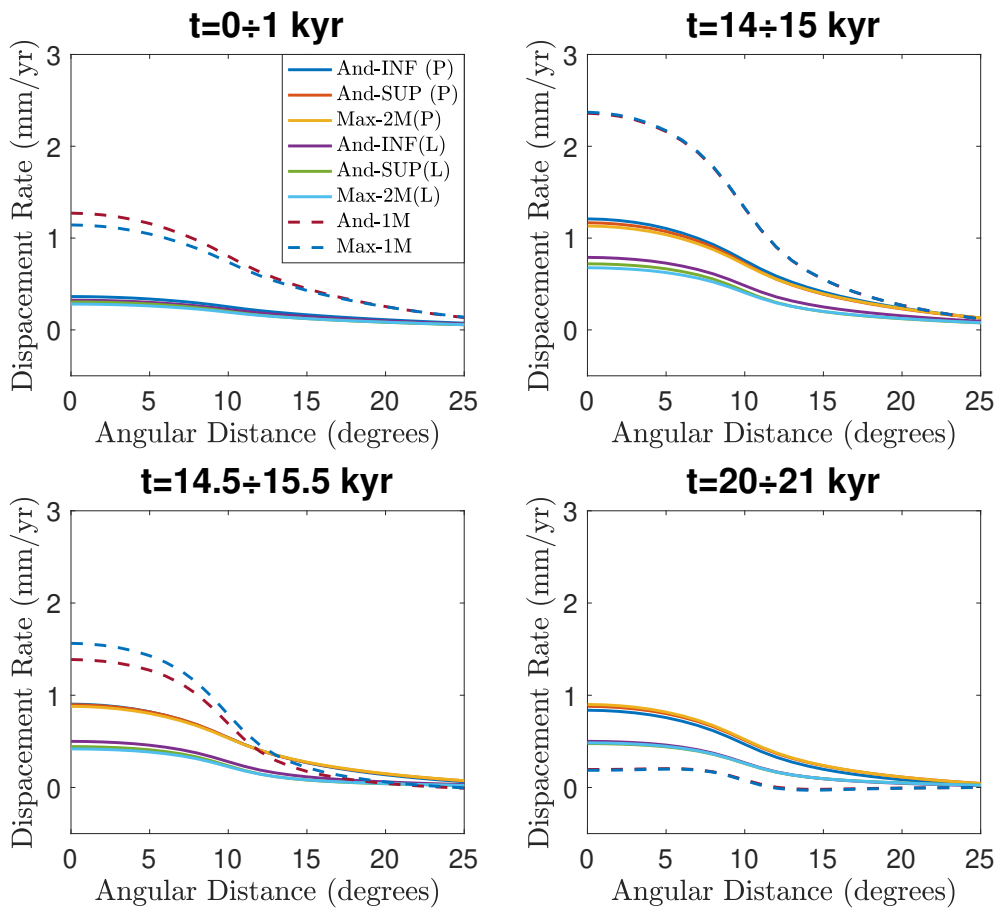 t=0÷1 kyr
Dispacement Rate (mm/yr)
3
2
1
0
And-INF (P)
And-SUP (P)
Max-2M(P)
And-INF(L)
And-SUP(L)
Max-2M(L)
And-1M
Max-1M
0 5 10 15 20 25
Angular Distance (degrees)
t=14÷15 kyr
Dispacement Rate (mm/yr)
3
2
1
0
0 5 10 15 20 25
Angular Distance (degrees)
t=14.5÷15.5 kyr
Dispacement Rate (mm/yr)
3
2
1
0
0 5 10 15 20 25
Angular Distance (degrees)
t=20÷21 kyr
Dispacement Rate (mm/yr)
3
2
1
0
0 5 10 15 20 25
Angular Distance (degrees)